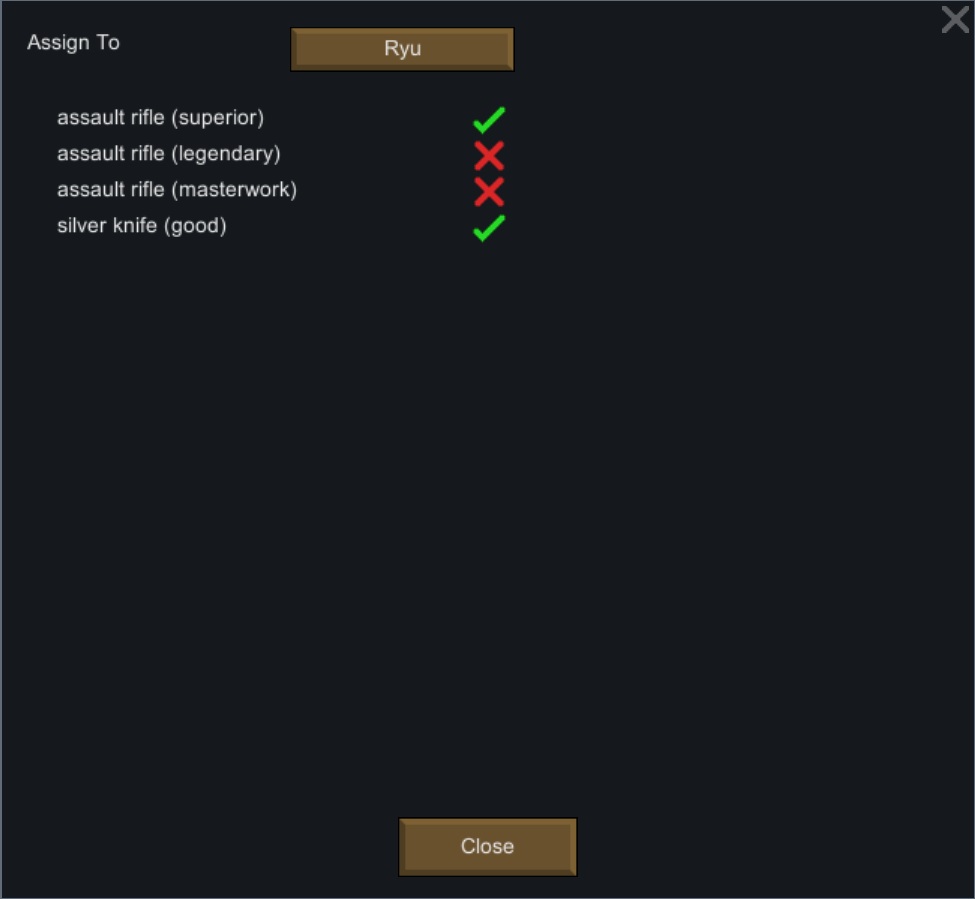 Assign To
Ryu
assault rifle (superior)
assault rifle (legendary)
assault rifle (masterwork)
silver knife (good)
Close